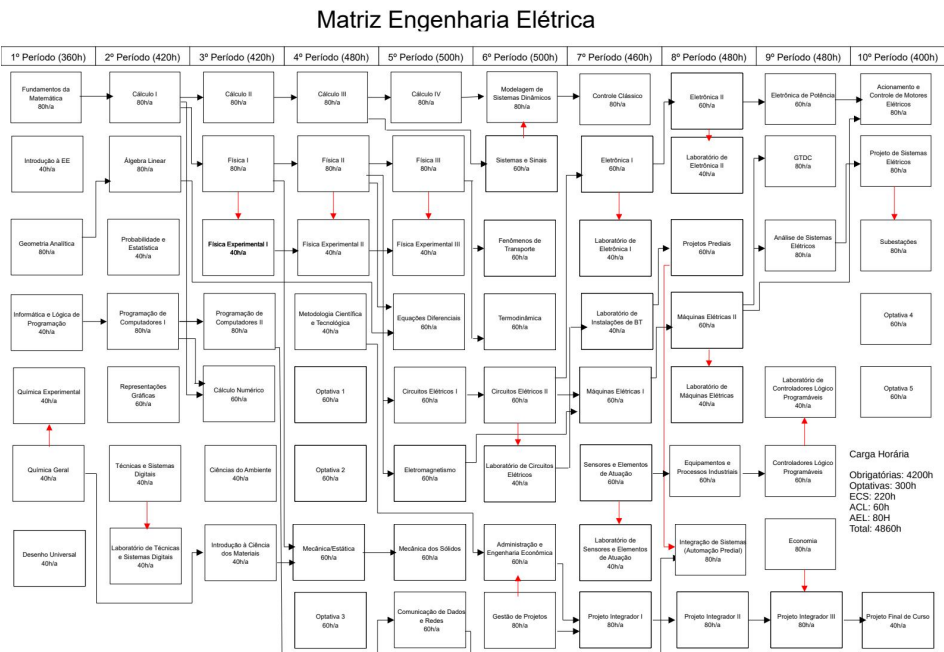 Matriz Engenharia Elétrica
1º Período (360h)
2º Período (420h)
3º Período (420h)
4º Período (480h)
5º Período (500h)
6º Período (500h)
7º Período (460h)
8º Período (480h)
9º Período (480h)
10º Período (400h)
Fundamentos da
Matemática
80h/a
Cálculo I
80h/a
Cálculo II
80h/a
Cálculo III
80h/a
Cálculo IV
80h/a
Modelagem de
Sistemas Dinâmicos
80h/a
Controle Clássico
80h/a
Eletrônica II
60h/a
Eletrônica de Potência
60h/a
Acionamento e
Controle de Motores
Elétricos
80h/a
Introdução à EE
40h/a
Álgebra Linear
80h/a
Física I
80h/a
Física II
80h/a
Física III
80h/a
Sistemas e Sinais
60h/a
Eletrônica I
60h/a
Laboratório de
Eletrônica II
40h/a
GTDC
80h/a
Projeto de Sistemas
Elétricos
80h/a
Geometria Analítica
80h/a
Probabilidade e
Estatística
40h/a
Física Experimental I
40h/a
Física Experimental II
40h/a
Física Experimental III
40h/a
Fenômenos de
Transporte
60h/a
Laboratório de
Eletrônica I
40h/a
Projetos Prediais
60h/a
Análise de Sistemas
Elétricos
80h/a
Subestações
80h/a
Informática e Lógica de
Programação
40h/a
Programação de
Computadores I
80h/a
Programação de
Computadores II
80h/a
Metodologia Científica
e Tecnológica
40h/a
Equações Diferenciais
60h/a
Termodinâmica
60h/a
Laboratório de
Instalações de BT
40h/a
Máquinas Elétricas II
60h/a
Optativa 4
60h/a
Química Experimental
40h/a
Representações
Gráficas
60h/a
Cálculo Numérico
60h/a
Optativa 1
60h/a
Circuitos Elétricos I
60h/a
Circuitos Elétricos II
60h/a
Máquinas Elétricas I
60h/a
Laboratório de
Máquinas Elétricas
40h/a
Laboratório de
Controladores Lógico
Programáveis
40h/a
Optativa 5
60h/a
Química Geral
40h/a
Técnicas e Sistemas
Digitais
40h/a
Ciências do Ambiente
40h/a
Optativa 2
60h/a
Eletromagnetismo
60h/a
Laboratório de Circuitos
Elétricos
40h/a
Sensores e Elementos
de Atuação
60h/a
Equipamentos e
Processos Industriais
60h/a
Controladores Lógico
Programáveis
60h/a
Carga Horária
Obrigatórias: 4200h
Optativas: 300h
ECS: 220h
ACL: 60h
AEL: 80H
Total: 4860h
Desenho Universal
40h/a
Laboratório de Técnicas
e Sistemas Digitais
40h/a
Introdução à Ciência
dos Materiais
40h/a
Mecânica/Estática
60h/a
Mecânica dos Sólidos
60h/a
Administração e
Engenharia Econômica
60h/a
Laboratório de
Sensores e Elementos
de Atuação
40h/a
Integração de Sistemas
(Automação Predial)
80h/a
Economia
80h/a
Optativa 3
60h/a
Comunicação de Dados
e Redes
60h/a
Gestão de Projetos
80h/a
Projeto Integrador I
80h/a
Projeto Integrador II
80h/a
Projeto Integrador III
80h/a
Projeto Final de Curso
40h/a